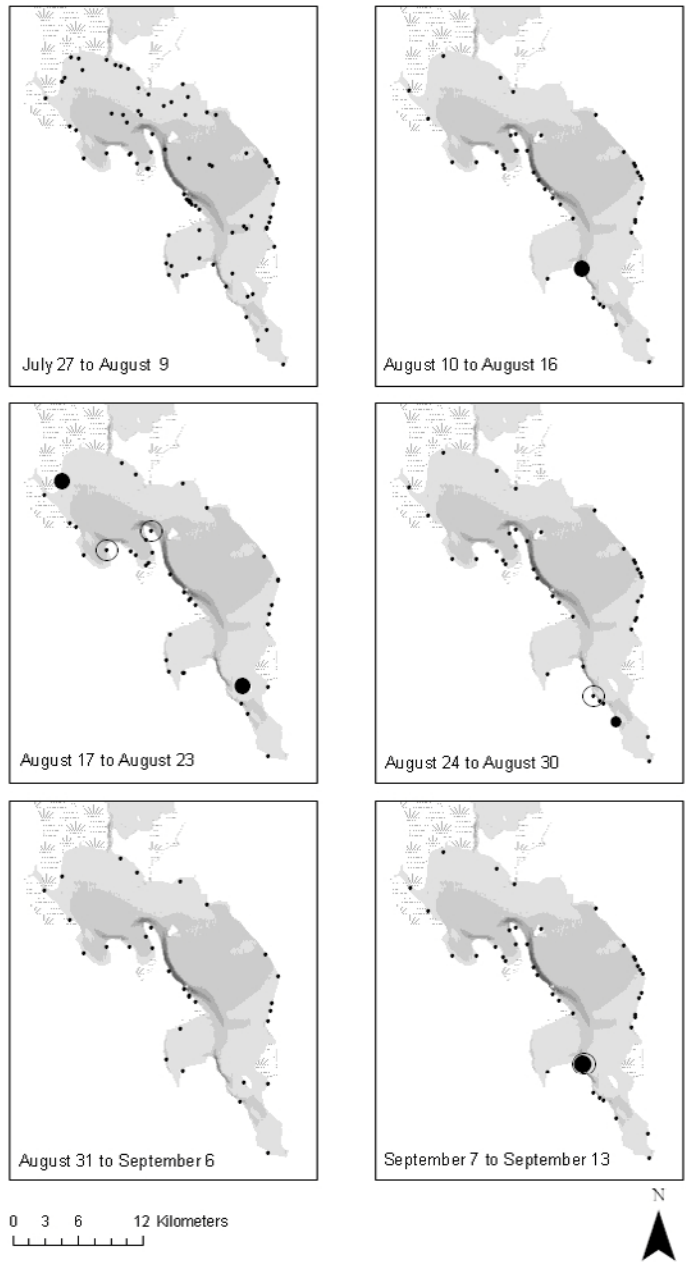 July 27 to August 9
August 10 to August 16
August 17 to August 23
August 24 to August 30
August 31 to September 6
September 7 to September 13
0 3 6 12 Kilometers
N